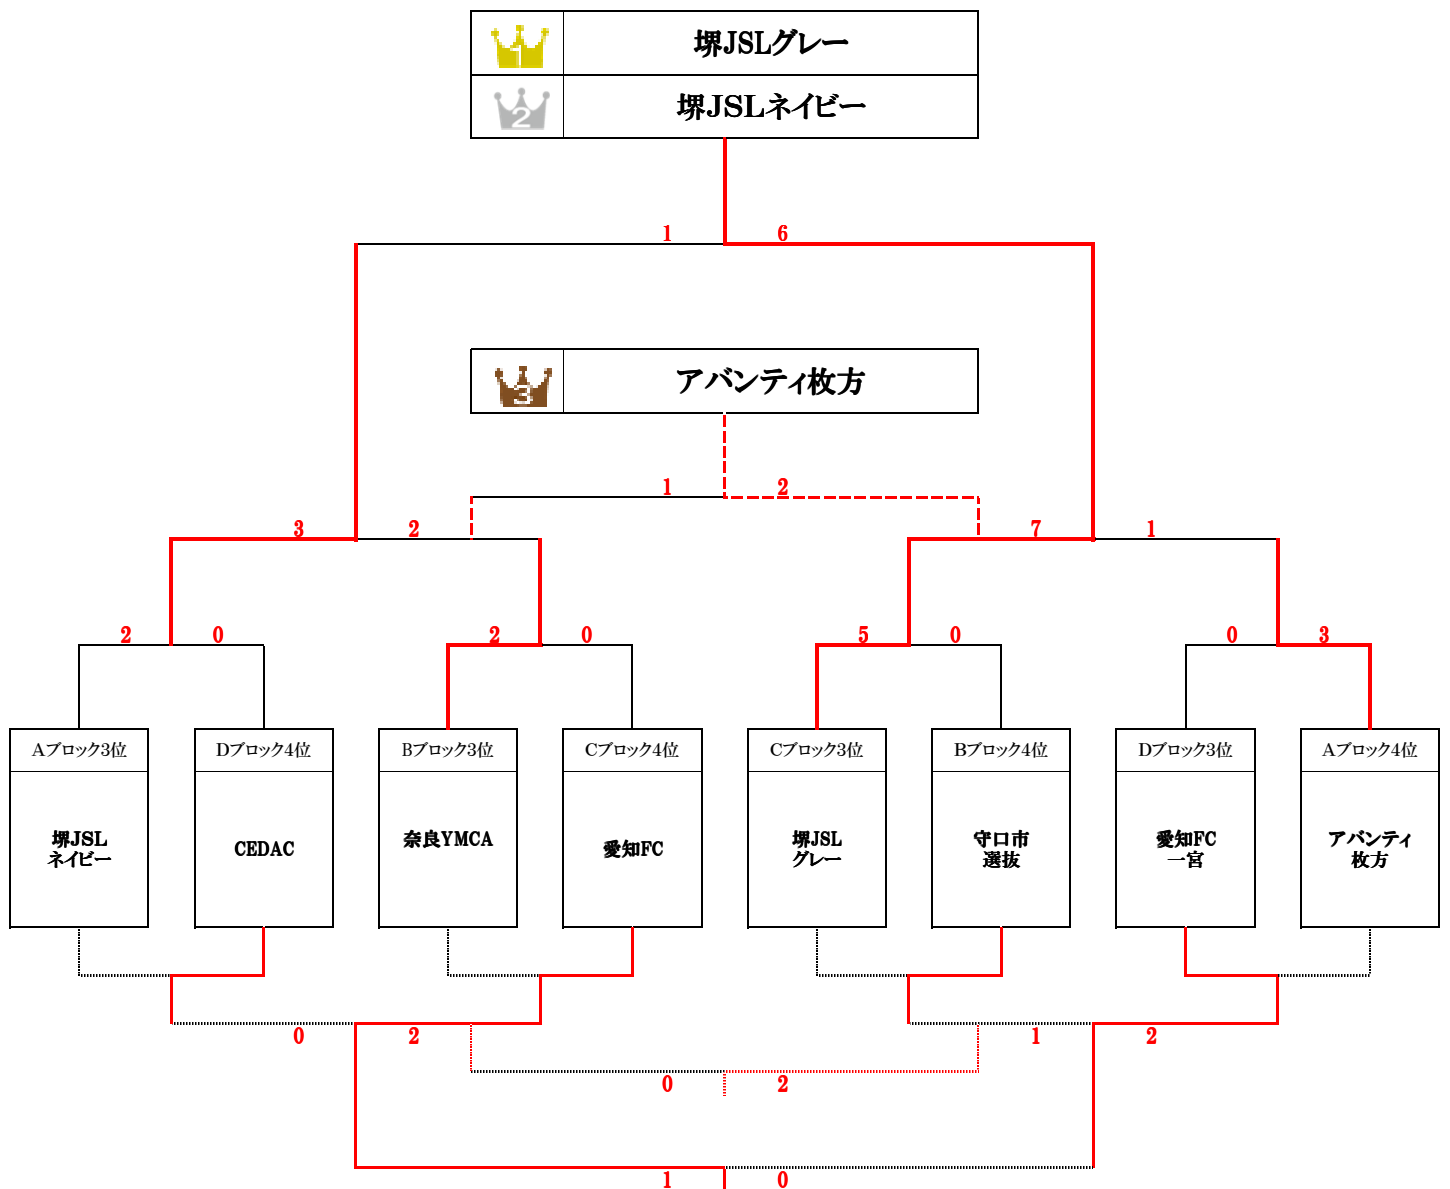 1 堺JSLグレー
2 堺JSLネイビー
1 6
3 アバンティ枚方
1 2
3 2 7 1
2 0 2 0 5 0 0 3
Aブロック3位 Dブロック4位 Bブロック3位 Cブロック4位 Cブロック3位 Bブロック4位 Dブロック3位 Aブロック4位
堺JSL
ネイビー
CEDAC
奈良YMCA
愛知FC
堺JSL
グレー
守口市
選抜
愛知FC
一宮
アバンティ
枚方
0 2 1 2
0 2
1 0